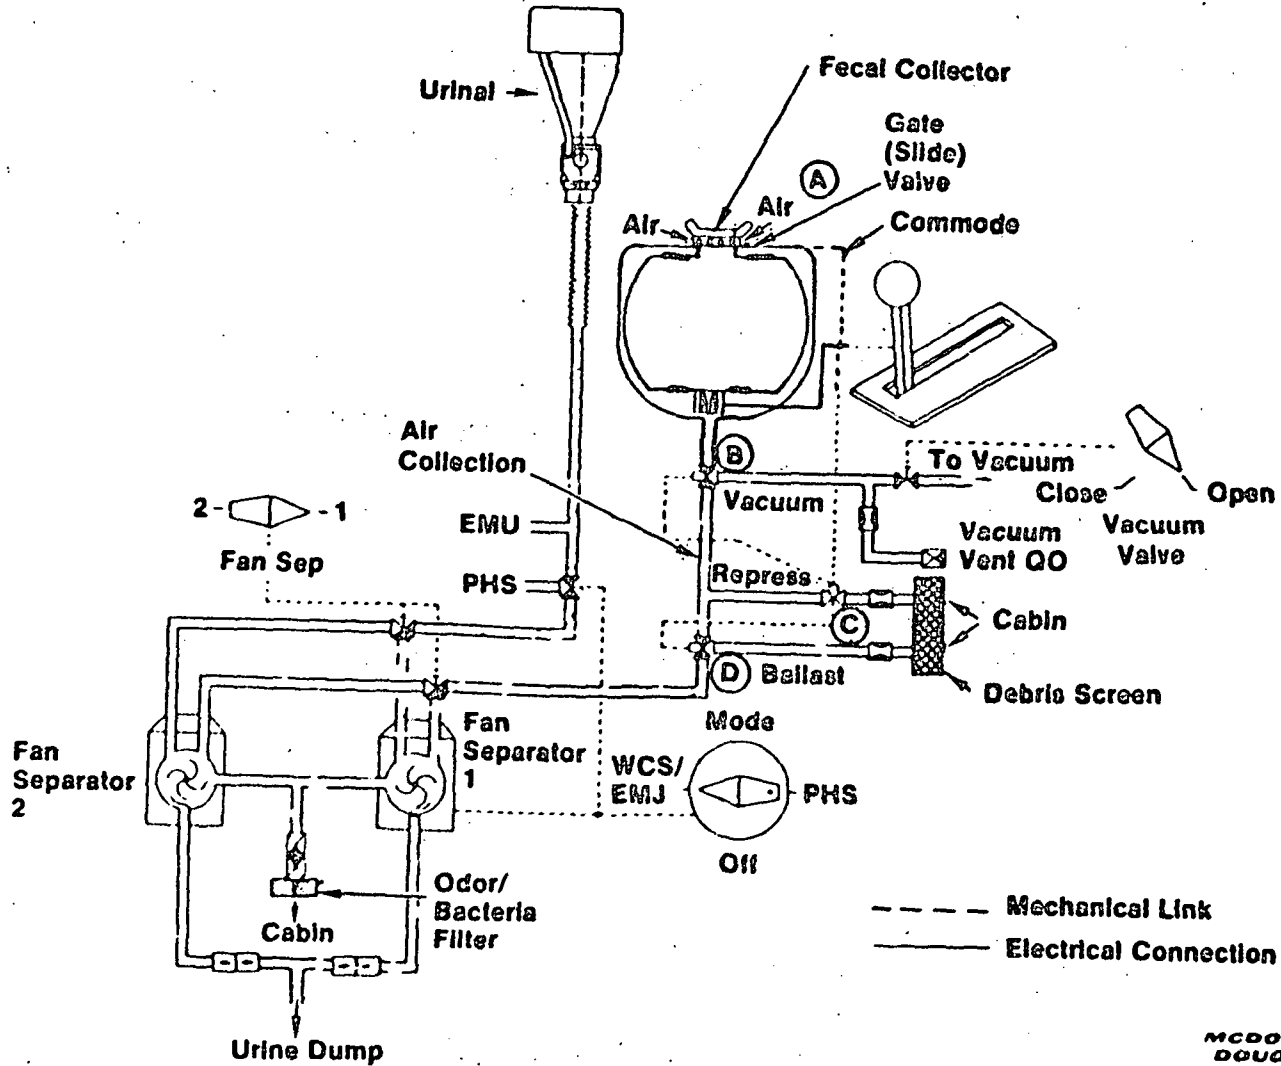 Urinal
Fecal Collector
Gate
(Slide)
Valve
A
Air
Air
Commode
Air
Collection
B
To Vacuum
Close
Open
Vacuum
Vacuum
Valve
Vacuum
Vent QD
2
1
Fan Sep
EMU
PHS
Repress
C
Cabin
D
Ballast
Debris Screen
Mode
Fan
Separator
1
Fan
Separator
2
WCS/
EMJ
PHS
Off
Odor/
Bacteria
Filter
Cabin
Mechanical Link
Electrical Connection
Urine Dump
M